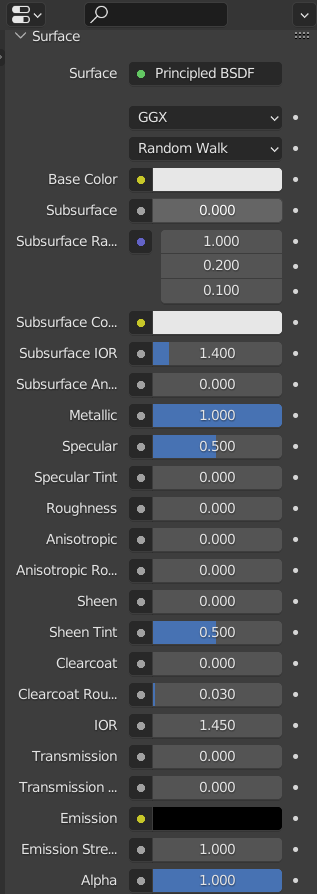 Surface
Surface Principled BSDF
GGX
Random Walk
Base Color
Subsurface 0.000
Subsurface Ra... 1.000
0.200
0.100
Subsurface Co...
Subsurface IOR 1.400
Subsurface An... 0.000
Metallic 1.000
Specular 0.500
Specular Tint 0.000
Roughness 0.000
Anisotropic 0.000
Anisotropic Ro... 0.000
Sheen 0.000
Sheen Tint 0.500
Clearcoat 0.000
Clearcoat Rou... 0.030
IOR 1.450
Transmission 0.000
Transmission ... 0.000
Emission
Emission Stre... 1.000
Alpha 1.000